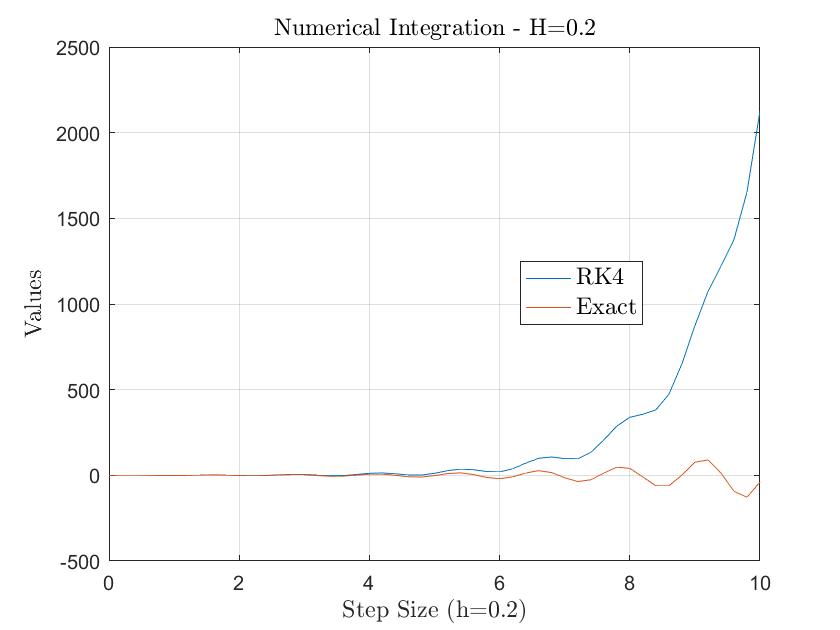 Numerical Integration - H=0.2
2500
2000
1500
1000
500
0
-500
Values
RK4
Exact
0 2 4 6 8 10
Step Size (h=0.2)